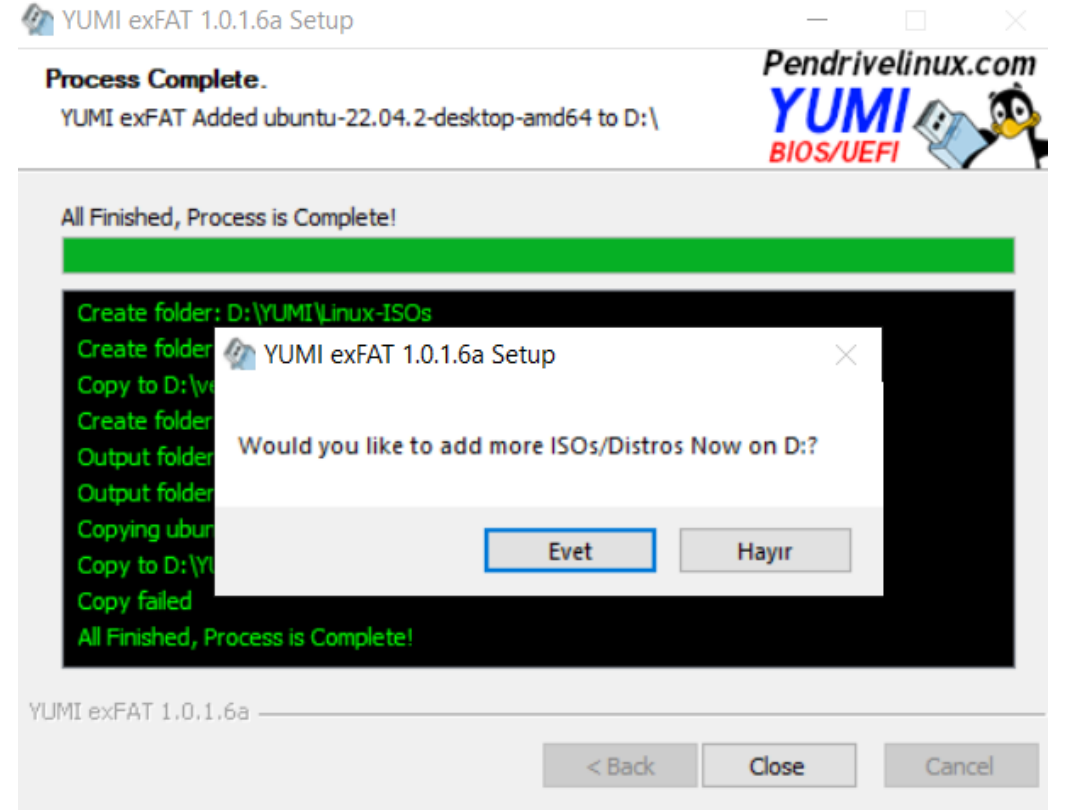 YUMI exFAT 1.0.1.6a Setup
Process Complete.
YUMI exFAT Added ubuntu-22.04.2-desktop-amd64 to D:\
Pendrivelinux.com
YUMI
BIOS/UEFI
All Finished, Process is Complete!
Create folder: D:\YUMI\Linux-ISOs
Create folder
Copy to D:\ve
Create folder
Output folder
Output folder
Copying ubun
Copy to D:\YU
Copy failed
All Finished, Process is Complete!
YUMI exFAT 1.0.1.6a Setup
Would you like to add more ISOs/Distros Now on D:?
Evet
Hayır
YUMI exFAT 1.0.1.6a
< Back
Close
Cancel